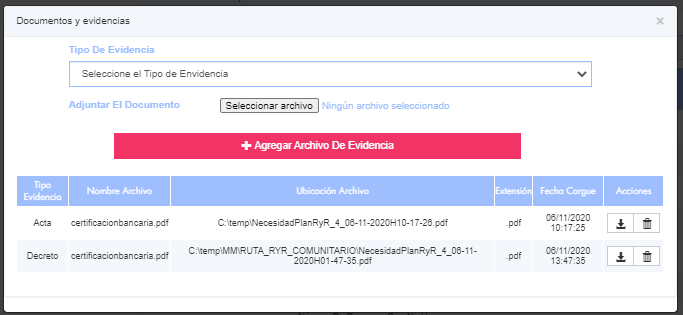 Documentos y evidencias
×
Tipo De Evidencia
Seleccione el Tipo de Envidencia
Adjuntar El Documento Seleccionar archivo Ningún archivo seleccionado
+ Agregar Archivo De Evidencia
Tipo Evidencia Nombre Archivo Ubicación Archivo Extensión Fecha Cargue Acciones
Acta certificacionbancaria.pdf C:\temp\NecesidadPlanRyR_4_06-11-2020H10-17-26.pdf .pdf 06/11/2020 10:17:25
Decreto certificacionbancaria.pdf C:\temp\MM\RUTA_RYR_COMUNITARIO\NecesidadPlanRyR_4_06-11-2020H01-47-35.pdf .pdf 06/11/2020 13:47:35